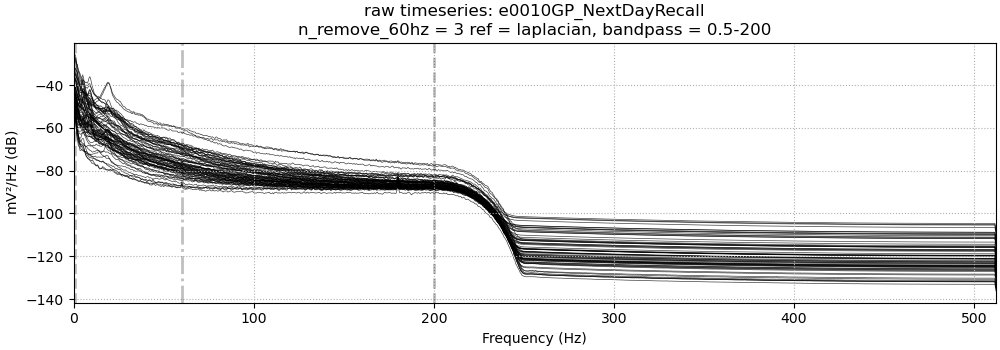 raw timeseries: e0010GP_NextDayRecall
n_remove_60hz = 3 ref = laplacian, bandpass = 0.5-200
mV²/Hz (dB)
−40
−60
−80
−100
−120
−140
0 100 200 300 400 500
Frequency (Hz)